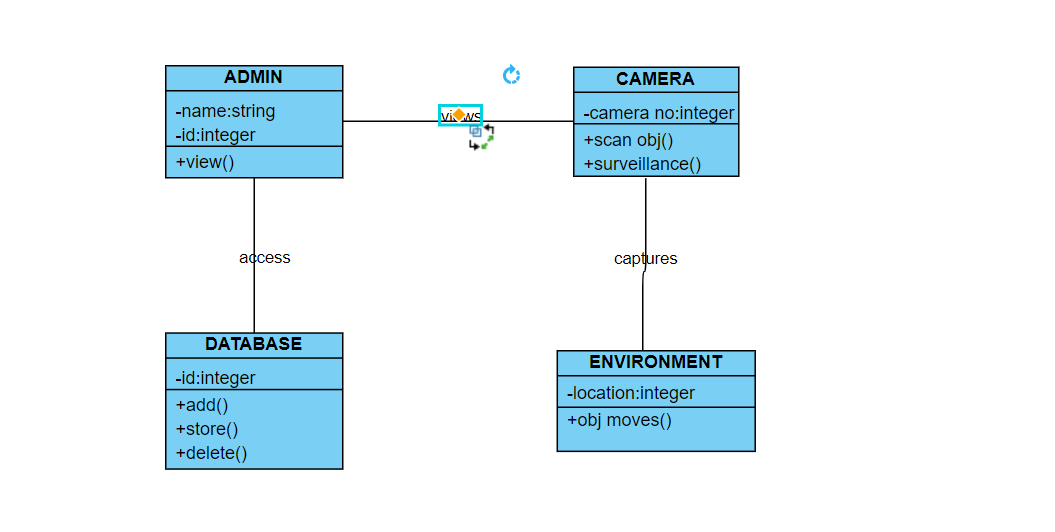 ADMIN
-name:string
-id:integer
+view()
views
CAMERA
-camera no:integer
+scan obj()
+surveillance()
access
captures
DATABASE
-id:integer
+add()
+store()
+delete()
ENVIRONMENT
-location:integer
+obj moves()